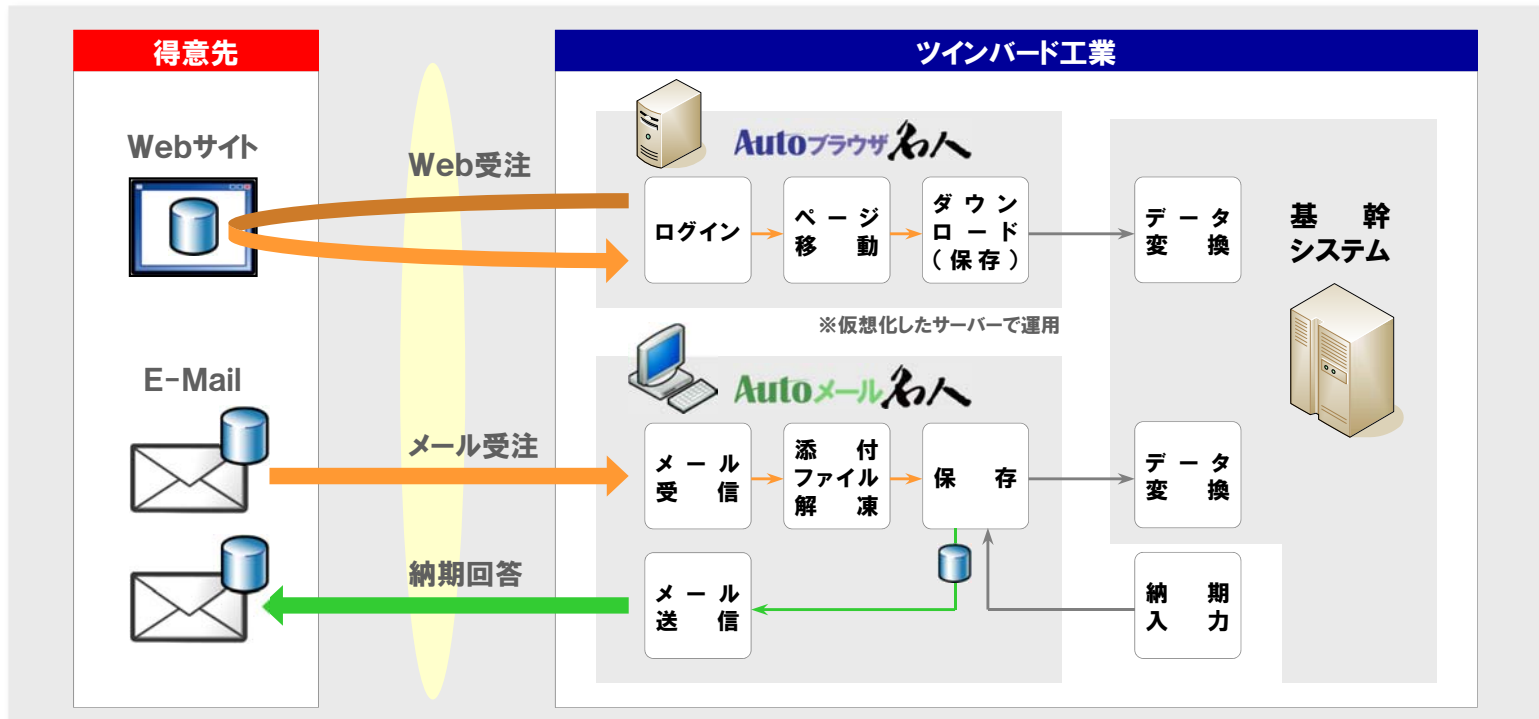 得意先
ツインバード工業
Webサイト
Web受注
Autoブラウザ名人
ログイン
ページ
移動
ダウン
ロード
(保存)
データ
変換
基幹
システム
※仮想化したサーバーで運用
E-Mail
メール受注
Autoメール名人
メール
受信
添付
ファイル
解凍
保存
データ
変換
納期回答
メール
送信
納期
入力